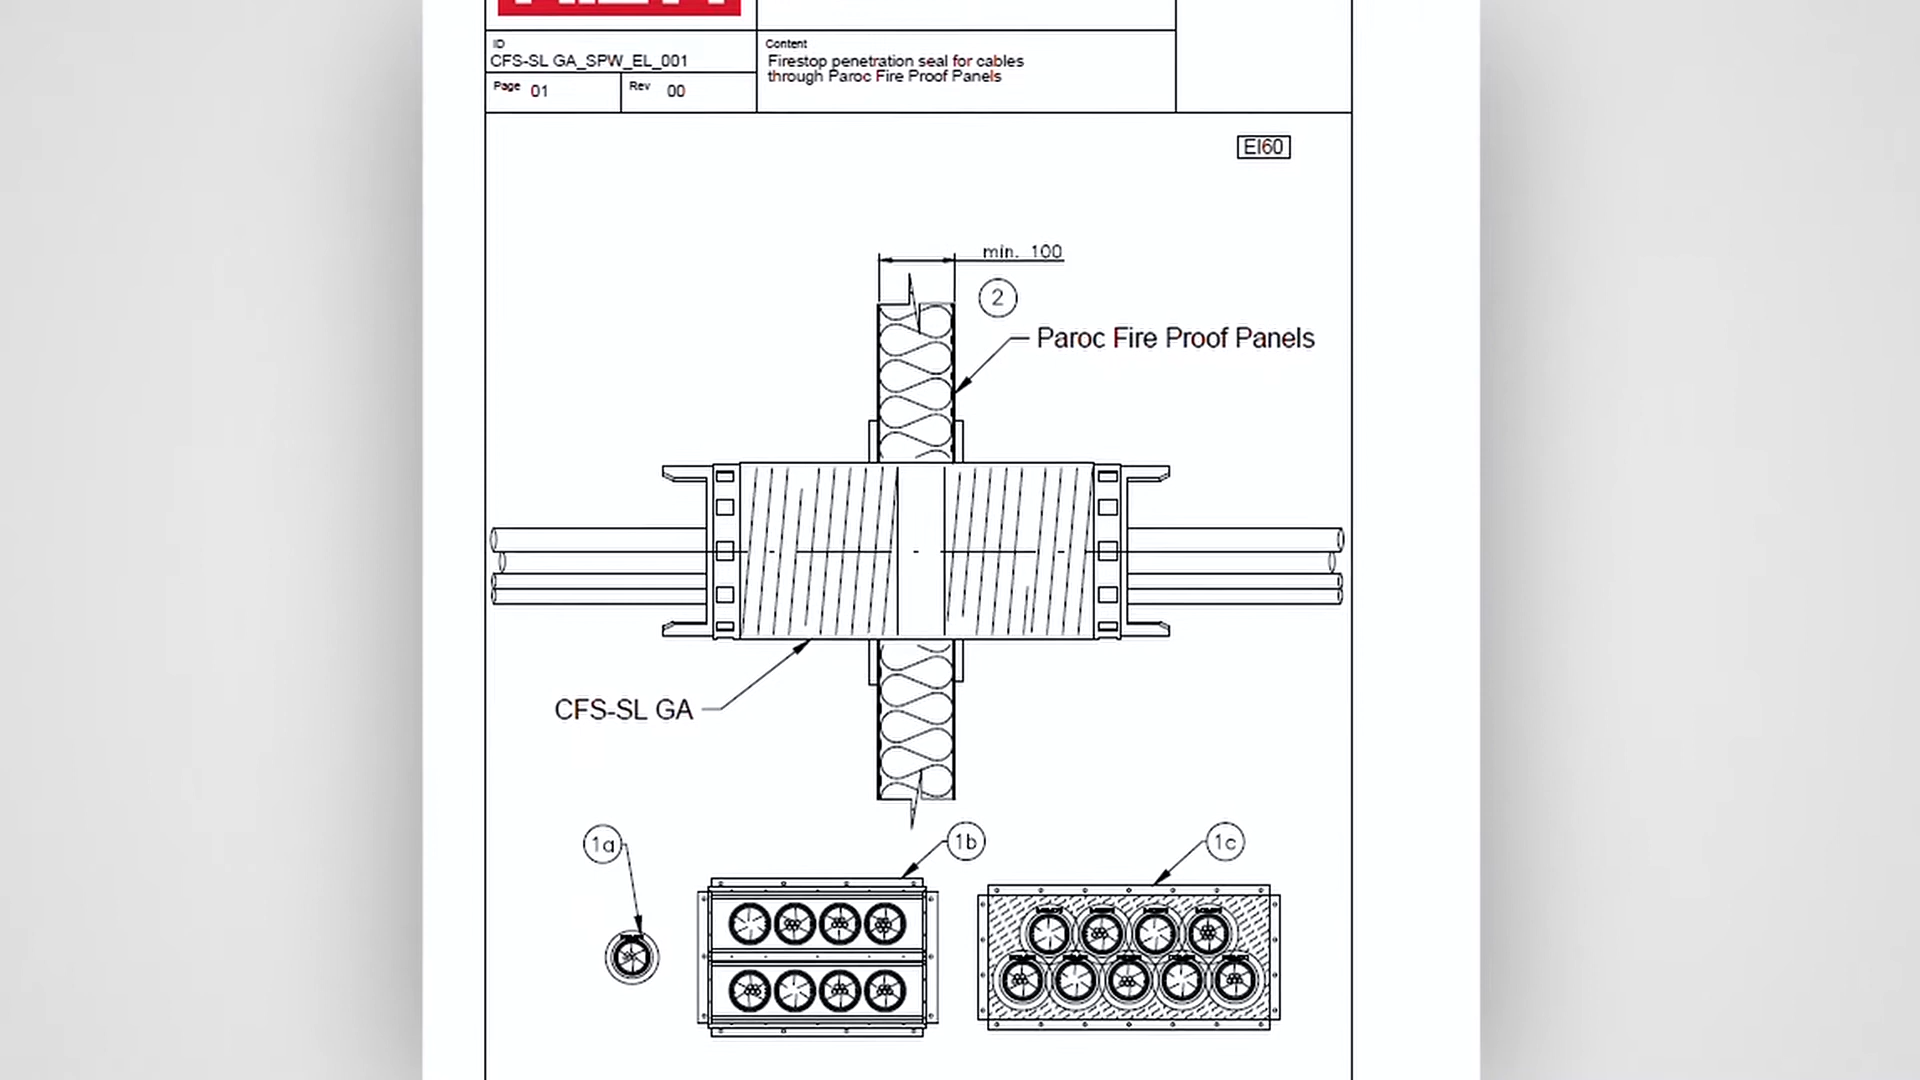 ID
CFS-SL GA_SPW_EL_001
Page 01
Rev 00
Content
Firestop penetration seal for cables
through Paroc Fire Proof Panels
EI60
min. 100
2
Paroc Fire Proof Panels
CFS-SL GA
1a
1b
1c